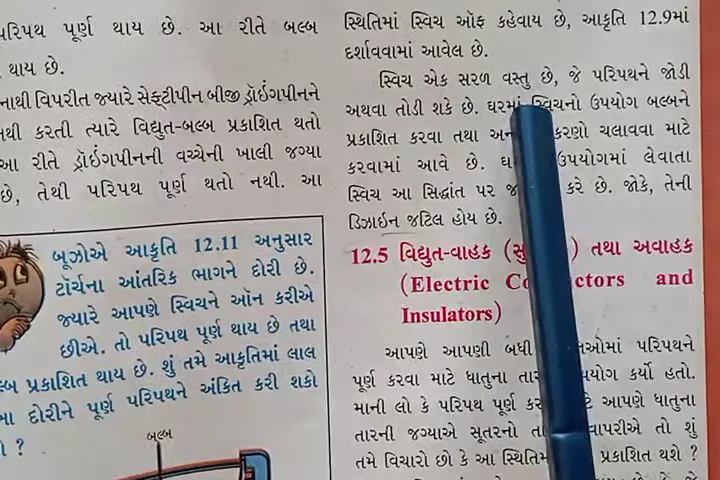 પરિપથ પૂર્ણ થાય છે. આ રીતે બલ્બ
થાય છે.
નાથી વિપરીત જ્યારે સેફ્ટીપીન બીજી ડ્રૉઇંગપીનને
નથી કરતી ત્યારે વિદ્યુત-બલ્બ પ્રકાશિત થતો
આ રીતે ડ્રૉઇંગપીનની વચ્ચેની ખાલી જગ્યા
છે, તેથી પરિપથ પૂર્ણ થતો નથી. આ
બૂઝોએ આકૃતિ 12.11 અનુસાર
ટૉર્ચના આંતરિક ભાગને દોરી છે.
જ્યારે આપણે સ્વિચને ઑન કરીએ
છીએ. તો પરિપથ પૂર્ણ થાય છે તથા
પ્રકાશિત થાય છે. શું તમે આકૃતિમાં લાલ
દોરીને પૂર્ણ પરિપથને અંકિત કરી શકો
?
બલ્બ
સ્થિતિમાં સ્વિચ ઑફ કહેવાય છે, આકૃતિ 12.9માં
દર્શાવવામાં આવેલ છે.
સ્વિચ એક સરળ વસ્તુ છે, જે પરિપથને જોડી
અથવા તોડી શકે છે. ઘરમાં સ્વિચનો ઉપયોગ બલ્બને
પ્રકાશિત કરવા તથા અન કરણો ચલાવવા માટે
કરવામાં આવે છે. ઉપયોગમાં લેવાતા
સ્વિચ આ સિદ્ધાંત પર કરે છે. જોકે, તેની
ડિઝાઇન જટિલ હોય છે.
12.5 વિદ્યુત-વાહક (સુ ) તથા અવાહક
(Electric Co ctors and
Insulators)
આપણે આપણી બધી પરિપથને
પૂર્ણ કરવા માટે ધાતુના તાર કર્યો હતો.
માની લો કે પરિપથ પૂર્ણ કર આપણે ધાતુના
તારની જગ્યાએ સૂતરનો તા વાપરીએ તો શું
તમે વિચારો છો કે આ સ્થિતિમ પ્રકાશિત થશે ?